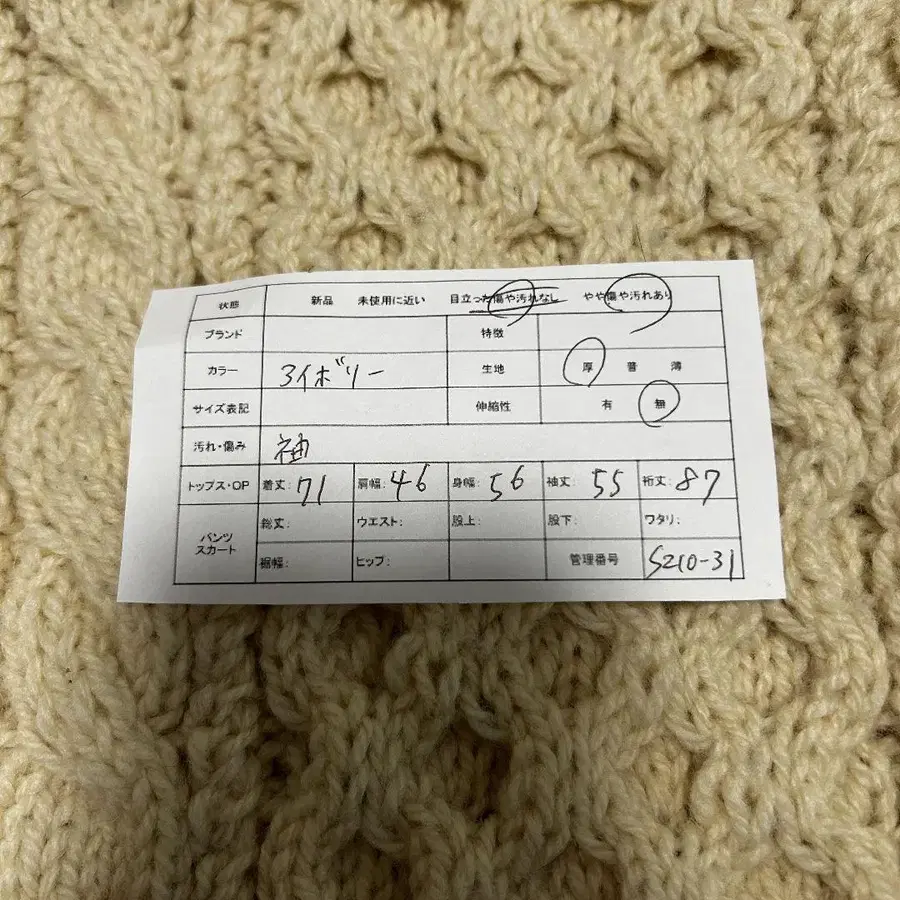 状態 新品 未使用に近い 目立った傷や汚れなし やや傷や汚れあり
ブランド 特徴
カラー 3イボリー 生地 厚 普 薄
サイズ表記 伸縮性 有 無
汚れ・傷み 袖
トップス・OP 着丈: 71 肩幅: 46 身幅: 56 袖丈: 55 裄丈: 87
パンツ スカート 総丈: ウエスト: 股上: 股下: ワタリ:
裾幅: ヒップ: 管理番号 S210-31